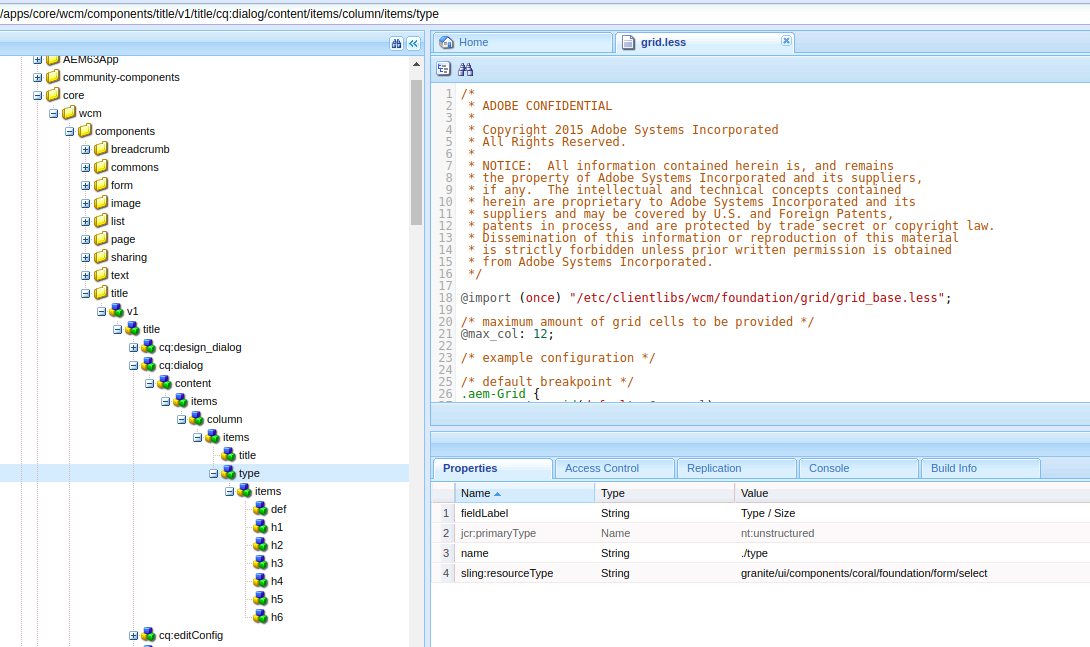 /apps/core/wcm/components/title/v1/title/cq:dialog/content/items/column/items/type
AEM63App
community-components
core
wcm
components
breadcrumb
commons
form
image
list
page
sharing
text
title
v1
title
cq:design_dialog
cq:dialog
content
items
column
items
title
type
items
def
h1
h2
h3
h4
h5
h6
cq:editConfig
Home
grid.less
1 /*
2  * ADOBE CONFIDENTIAL
3  *
4  * Copyright 2015 Adobe Systems Incorporated
5  * All Rights Reserved.
6  *
7  * NOTICE:  All information contained herein is, and remains
8  * the property of Adobe Systems Incorporated and its suppliers,
9  * if any.  The intellectual and technical concepts contained
10  * herein are proprietary to Adobe Systems Incorporated and its
11  * suppliers and may be covered by U.S. and Foreign Patents,
12  * patents in process, and are protected by trade secret or copyright law.
13  * Dissemination of this information or reproduction of this material
14  * is strictly forbidden unless prior written permission is obtained
15  * from Adobe Systems Incorporated.
16  */
17
18 @import (once) "/etc/clientlibs/wcm/foundation/grid/grid_base.less";
19
20 /* maximum amount of grid cells to be provided */
21 @max_col: 12;
22
23 /* example configuration */
24
25 /* default breakpoint */
26 .aem-Grid {
Properties
Access Control
Replication
Console
Build Info
Name Type Value
1 fieldLabel String Type / Size
2 jcr:primaryType Name nt:unstructured
3 name String ./type
4 sling:resourceType String granite/ui/components/coral/foundation/form/select